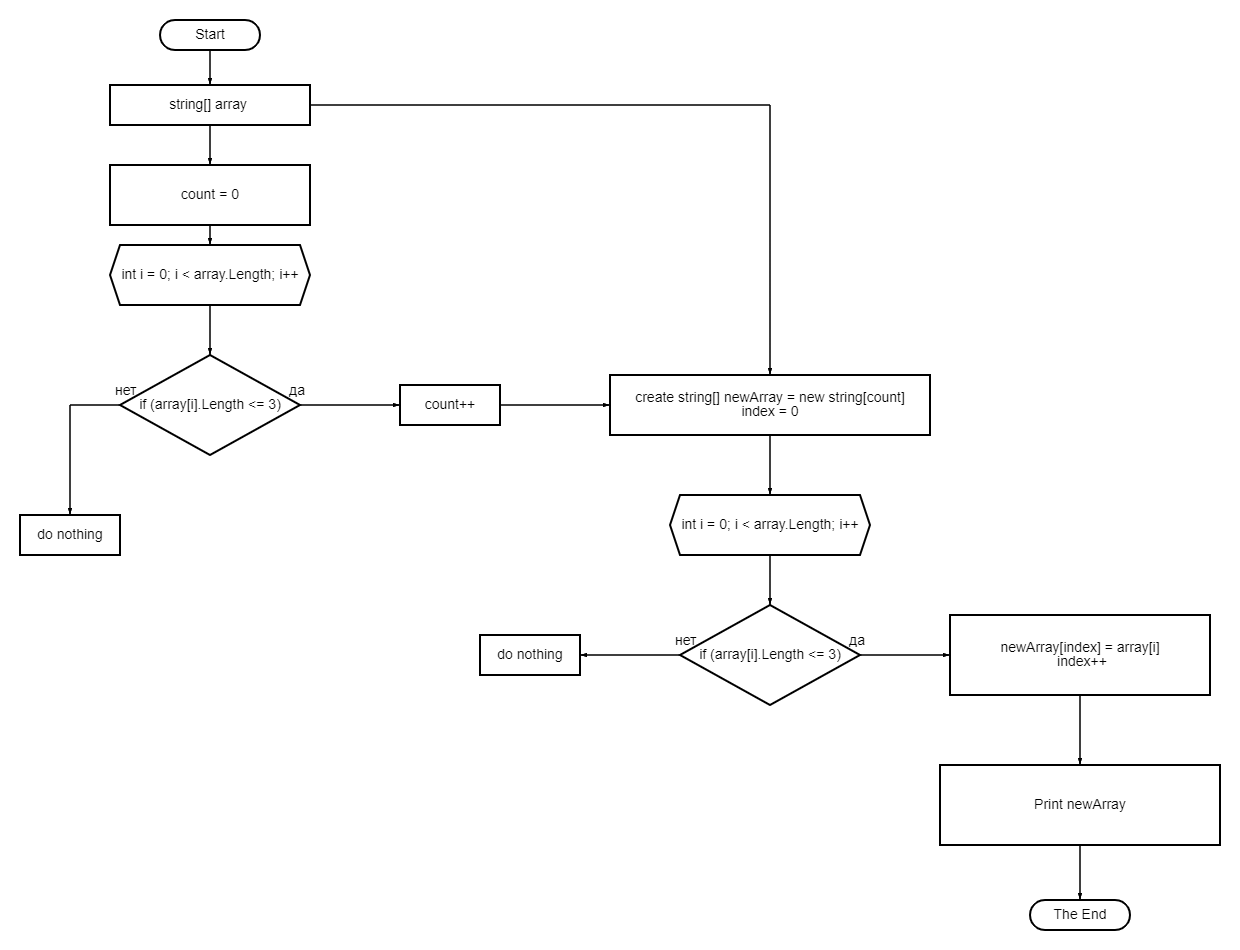 Start
string[] array
count = 0
int i = 0; i < array.Length; i++
нет
да
if (array[i].Length <= 3)
count++
create string[] newArray = new string[count]
index = 0
do nothing
int i = 0; i < array.Length; i++
нет
да
do nothing
if (array[i].Length <= 3)
newArray[index] = array[i]
index++
Print newArray
The End